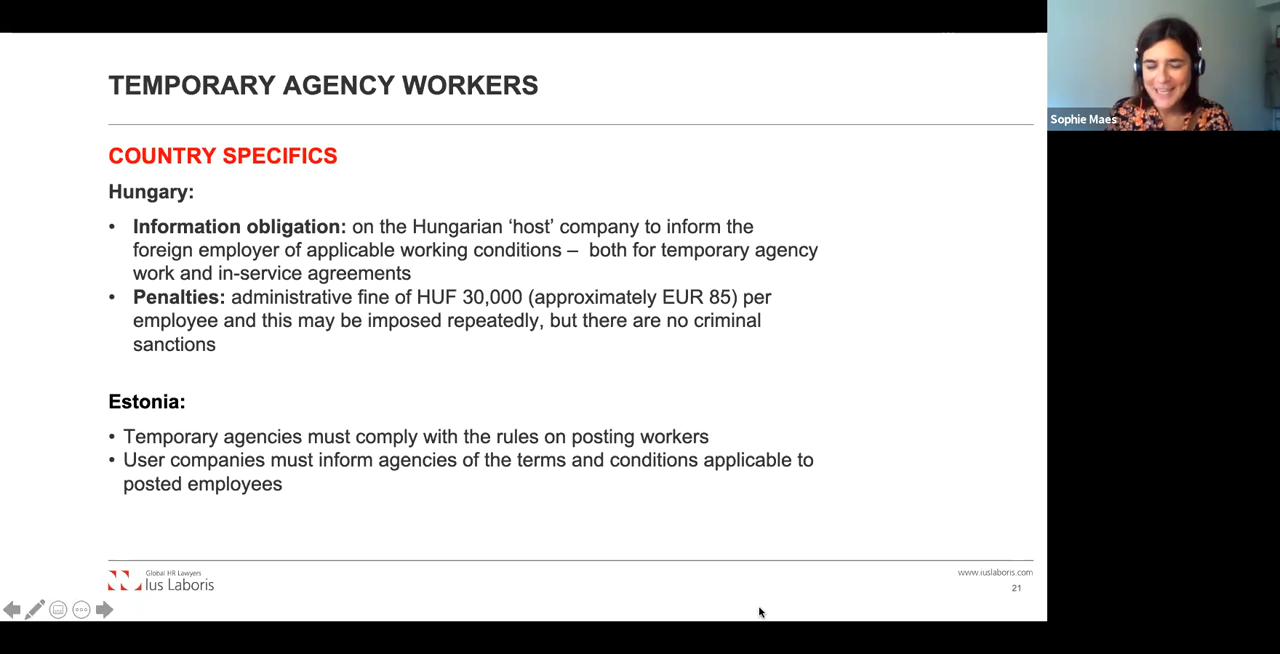 TEMPORARY AGENCY WORKERS
Sophie Maes
COUNTRY SPECIFICS
Hungary:
• Information obligation: on the Hungarian ‘host’ company to inform the
foreign employer of applicable working conditions – both for temporary agency
work and in-service agreements
• Penalties: administrative fine of HUF 30,000 (approximately EUR 85) per
employee and this may be imposed repeatedly, but there are no criminal
sanctions
Estonia:
• Temporary agencies must comply with the rules on posting workers
• User companies must inform agencies of the terms and conditions applicable to
posted employees
Global HR Lawyers
Ius Laboris
www.iuslaboris.com
21